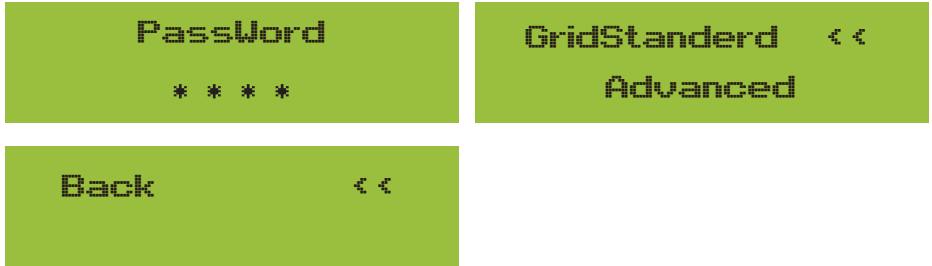 PassWord
* * * *
GridStanderd <<
Advanced
Back <<